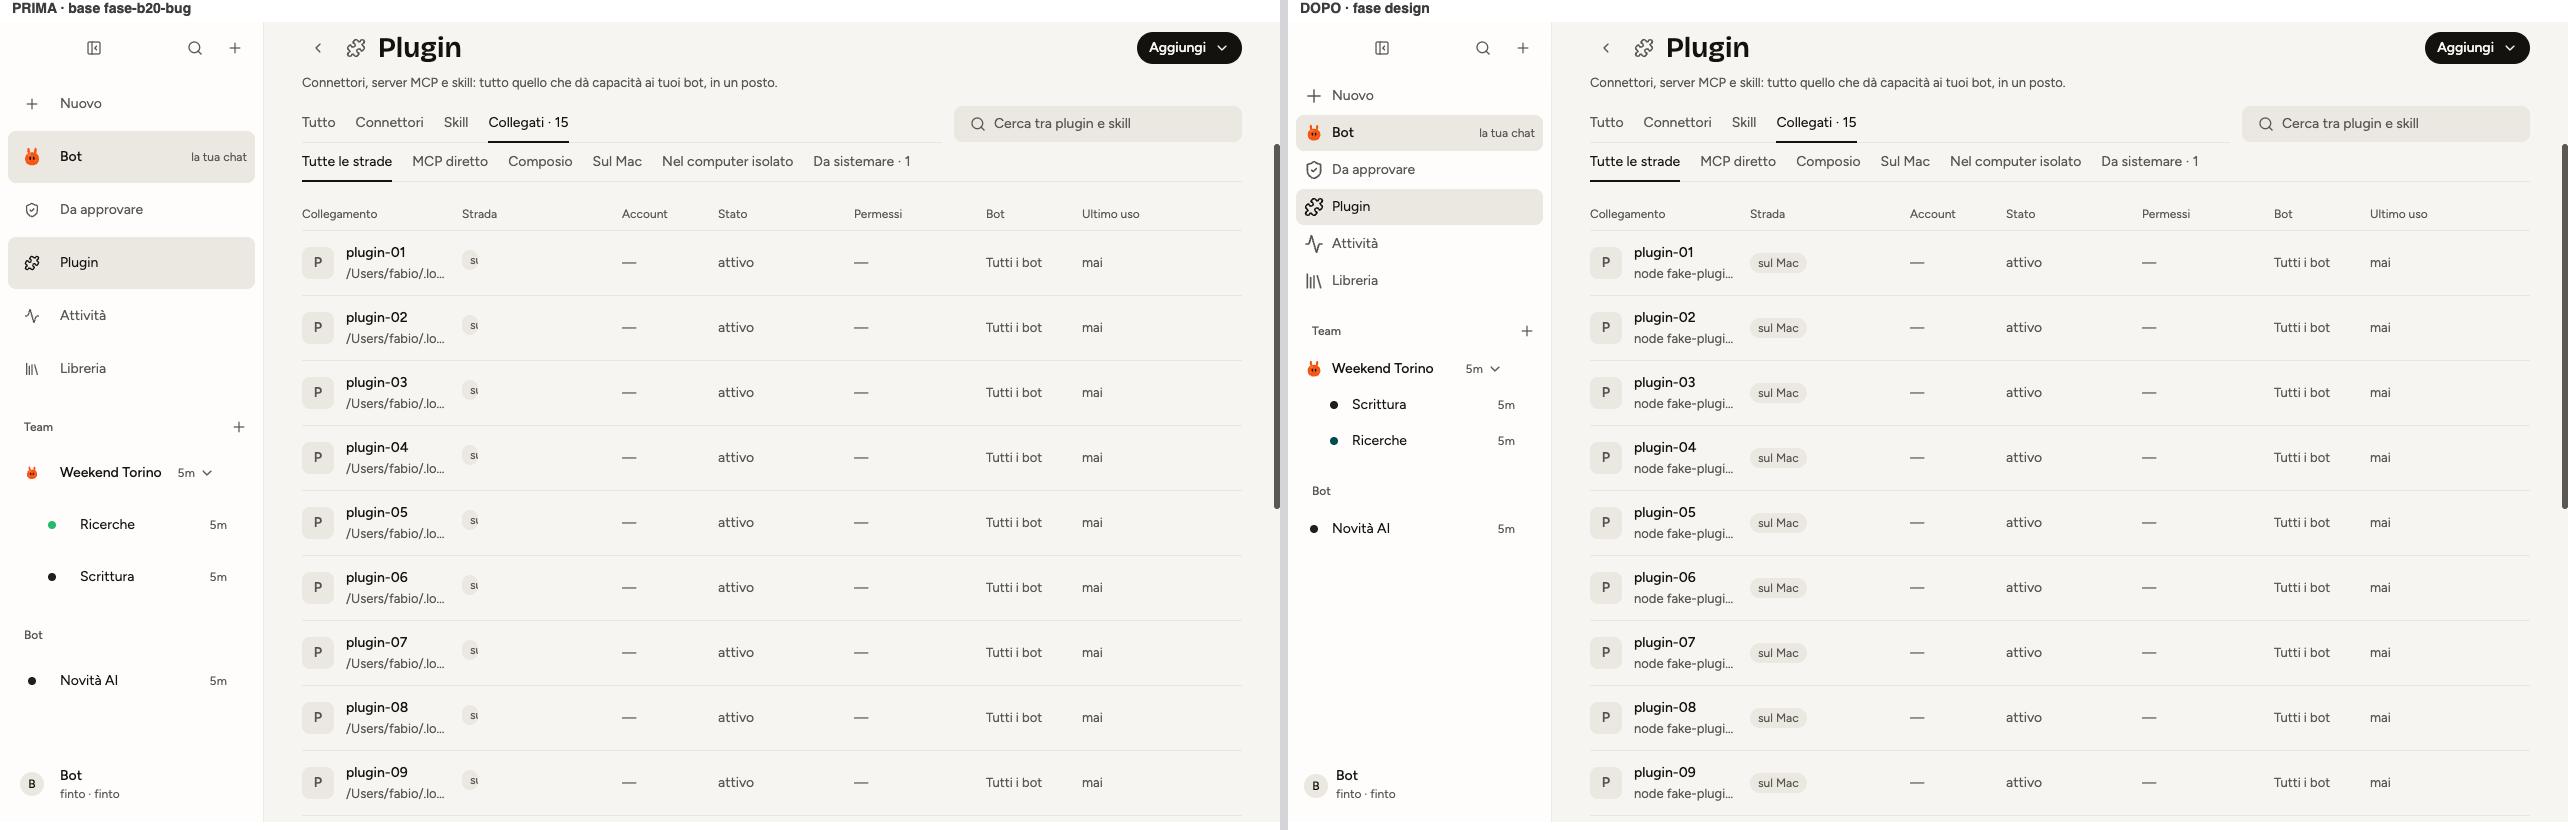 PRIMA · base fase-b20-bug
Nuovo
Bot la tua chat
Da approvare
Plugin
Attività
Libreria
Team
Weekend Torino 5m
Ricerche 5m
Scrittura 5m
Bot
Novità AI 5m
B Bot
finto · finto
Plugin
Aggiungi
Connettori, server MCP e skill: tutto quello che dà capacità ai tuoi bot, in un posto.
Tutto Connettori Skill Collegati · 15 Cerca tra plugin e skill
Tutte le strade MCP diretto Composio Sul Mac Nel computer isolato Da sistemare · 1
Collegamento Strada Account Stato Permessi Bot Ultimo uso
P plugin-01 su — attivo — Tutti i bot mai
/Users/fabio/.lo...
P plugin-02 su — attivo — Tutti i bot mai
/Users/fabio/.lo...
P plugin-03 su — attivo — Tutti i bot mai
/Users/fabio/.lo...
P plugin-04 su — attivo — Tutti i bot mai
/Users/fabio/.lo...
P plugin-05 su — attivo — Tutti i bot mai
/Users/fabio/.lo...
P plugin-06 su — attivo — Tutti i bot mai
/Users/fabio/.lo...
P plugin-07 su — attivo — Tutti i bot mai
/Users/fabio/.lo...
P plugin-08 su — attivo — Tutti i bot mai
/Users/fabio/.lo...
P plugin-09 su — attivo — Tutti i bot mai
/Users/fabio/.lo...
DOPO · fase design
Nuovo
Bot la tua chat
Da approvare
Plugin
Attività
Libreria
Team
Weekend Torino 5m
Scrittura 5m
Ricerche 5m
Bot
Novità AI 5m
B Bot
finto · finto
Plugin
Aggiungi
Connettori, server MCP e skill: tutto quello che dà capacità ai tuoi bot, in un posto.
Tutto Connettori Skill Collegati · 15 Cerca tra plugin e skill
Tutte le strade MCP diretto Composio Sul Mac Nel computer isolato Da sistemare · 1
Collegamento Strada Account Stato Permessi Bot Ultimo uso
P plugin-01 sul Mac — attivo — Tutti i bot mai
node fake-plugi...
P plugin-02 sul Mac — attivo — Tutti i bot mai
node fake-plugi...
P plugin-03 sul Mac — attivo — Tutti i bot mai
node fake-plugi...
P plugin-04 sul Mac — attivo — Tutti i bot mai
node fake-plugi...
P plugin-05 sul Mac — attivo — Tutti i bot mai
node fake-plugi...
P plugin-06 sul Mac — attivo — Tutti i bot mai
node fake-plugi...
P plugin-07 sul Mac — attivo — Tutti i bot mai
node fake-plugi...
P plugin-08 sul Mac — attivo — Tutti i bot mai
node fake-plugi...
P plugin-09 sul Mac — attivo — Tutti i bot mai
node fake-plugi...